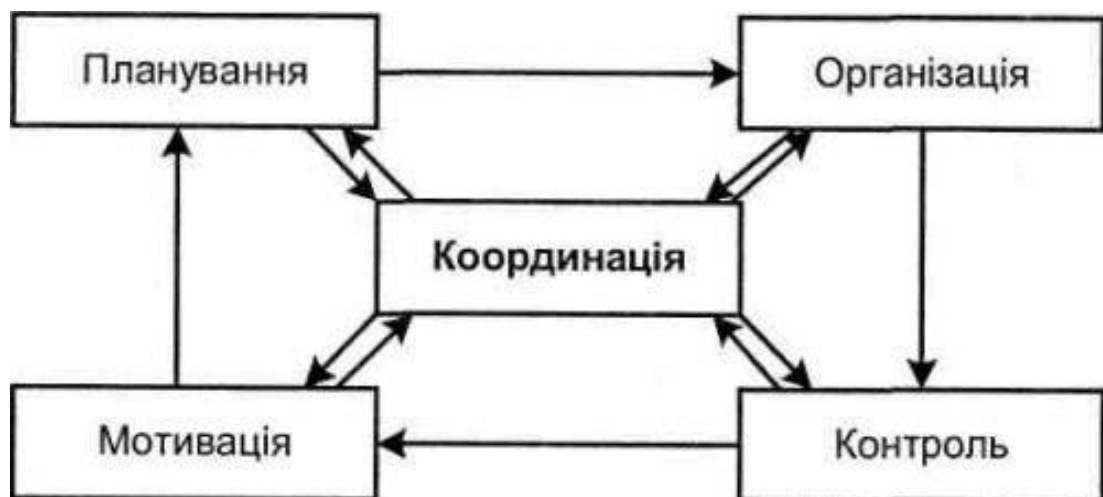 Планування
Організація
Координація
Мотивація
Контроль